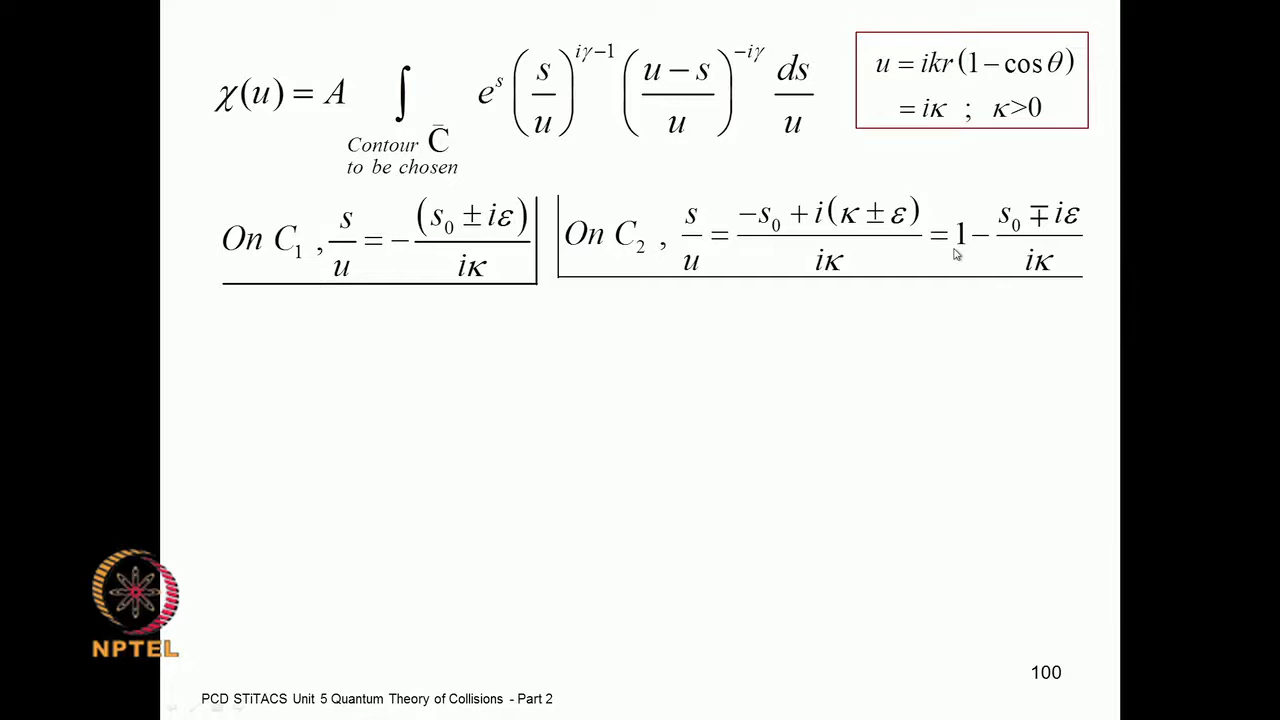 χ(u) = A ∫ e^s (s/u)^{iγ−1} ((u − s)/u)^{−iγ} ds/u
Contour C̄
to be chosen
u = ikr(1 − cosθ)
= iκ ; κ>0
On C₁ , s/u = − (s₀ ± iε)/iκ
On C₂ , s/u = (−s₀ + i(κ ± ε))/iκ = 1 − (s₀ ∓ iε)/iκ
NPTEL
100
PCD STiTACS Unit 5 Quantum Theory of Collisions - Part 2